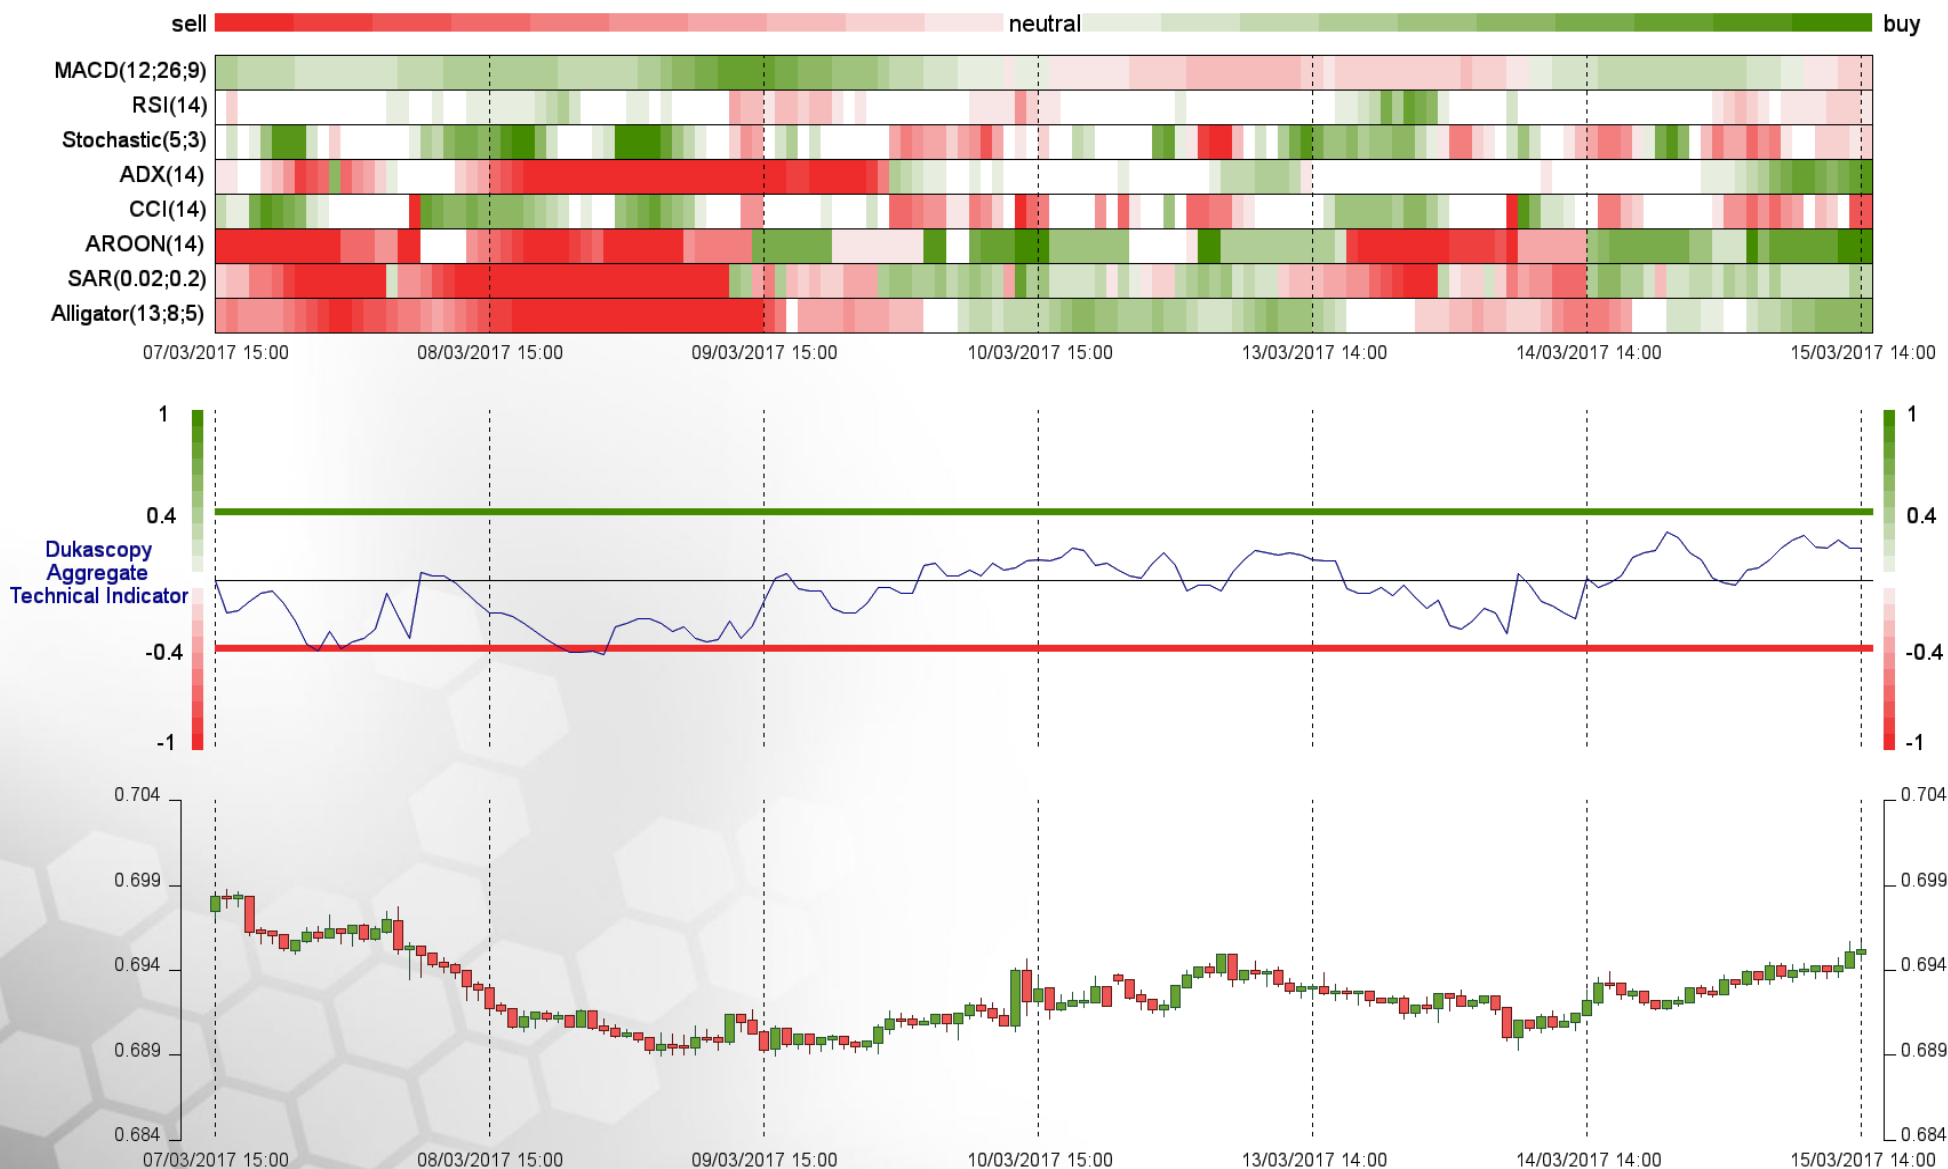 sell neutral buy
MACD(12;26;9)
RSI(14)
Stochastic(5;3)
ADX(14)
CCI(14)
AROON(14)
SAR(0.02;0.2)
Alligator(13;8;5)
07/03/2017 15:00 08/03/2017 15:00 09/03/2017 15:00 10/03/2017 15:00 13/03/2017 14:00 14/03/2017 14:00 15/03/2017 14:00
1 1
0.4 0.4
Dukascopy
Aggregate
Technical Indicator
-0.4 -0.4
-1 -1
0.704 0.704
0.699 0.699
0.694 0.694
0.689 0.689
0.684 0.684
07/03/2017 15:00 08/03/2017 15:00 09/03/2017 15:00 10/03/2017 15:00 13/03/2017 14:00 14/03/2017 14:00 15/03/2017 14:00